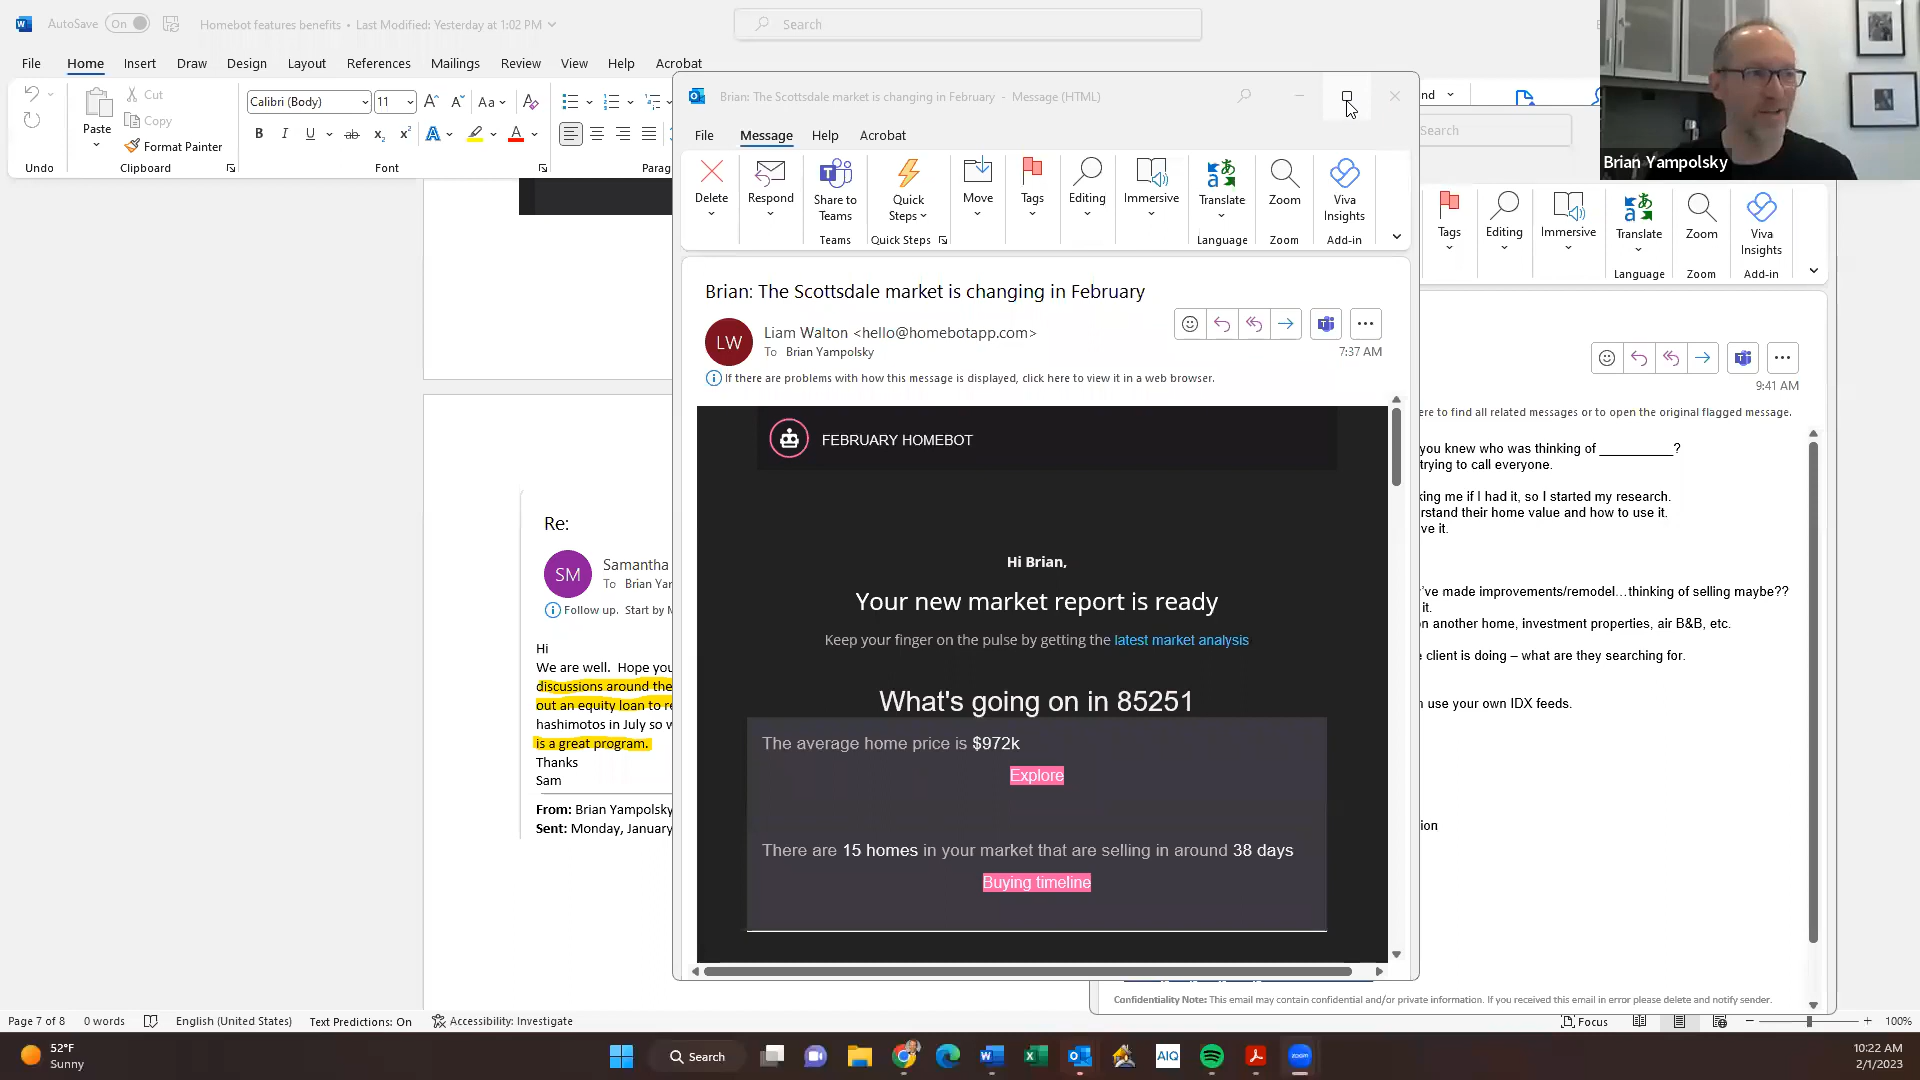 AutoSave On
Homebot features benefits • Last Modified: Yesterday at 1:02 PM
Search
File Home Insert Draw Design Layout References Mailings Review View Help Acrobat
Paste
Cut
Copy
Format Painter
Calibri (Body) 11
Undo Clipboard Font Parag
Brian: The Scottsdale market is changing in February - Message (HTML)
File Message Help Acrobat
Delete Respond Share to Teams Quick Steps Move Tags Editing Immersive Translate Zoom Viva Insights
Teams Quick Steps Language Zoom Add-in
Brian: The Scottsdale market is changing in February
LW
Liam Walton <hello@homebotapp.com>
To Brian Yampolsky
7:37 AM
If there are problems with how this message is displayed, click here to view it in a web browser.
FEBRUARY HOMEBOT
Hi Brian,
Your new market report is ready
Keep your finger on the pulse by getting the latest market analysis
What's going on in 85251
The average home price is $972k
Explore
There are 15 homes in your market that are selling in around 38 days
Buying timeline
Re:
SM
Samantha
To Brian Yar
Follow up. Start by M
Hi
We are well. Hope you
discussions around the
out an equity loan to re
hashimotos in July so w
is a great program.
Thanks
Sam
From: Brian Yampolsky
Sent: Monday, January
nd
Search
Brian Yampolsky
Tags Editing Immersive Translate Zoom Viva Insights
Language Zoom Add-in
9:41 AM
ere to find all related messages or to open the original flagged message.
you knew who was thinking of __________?
trying to call everyone.
king me if I had it, so I started my research.
rstand their home value and how to use it.
ve it.
've made improvements/remodel…thinking of selling maybe??
it.
on another home, investment properties, air B&B, etc.
e client is doing – what are they searching for.
n use your own IDX feeds.
ion
Confidentiality Note: This email may contain confidential and/or private information. If you received this email in error please delete and notify sender.
Page 7 of 8 0 words English (United States) Text Predictions: On Accessibility: Investigate
Focus 100%
52°F
Sunny
Search
AIQ
zoom
10:22 AM
2/1/2023